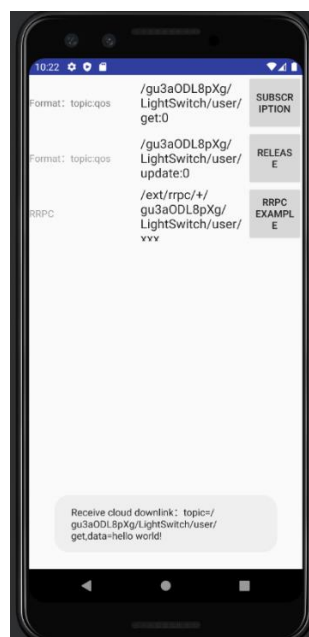 10:22
Format: topic:qos
/gu3aODL8pXg/
LightSwitch/user/
get:0
SUBSCR
IPTION
Format: topic:qos
/gu3aODL8pXg/
LightSwitch/user/
update:0
RELEAS
E
RRPC
/ext/rrpc/+/
gu3aODL8pXg/
LightSwitch/user/
xxx
RRPC
EXAMPL
E
Receive cloud downlink: topic=/
gu3aODL8pXg/LightSwitch/user/
get,data=hello world!